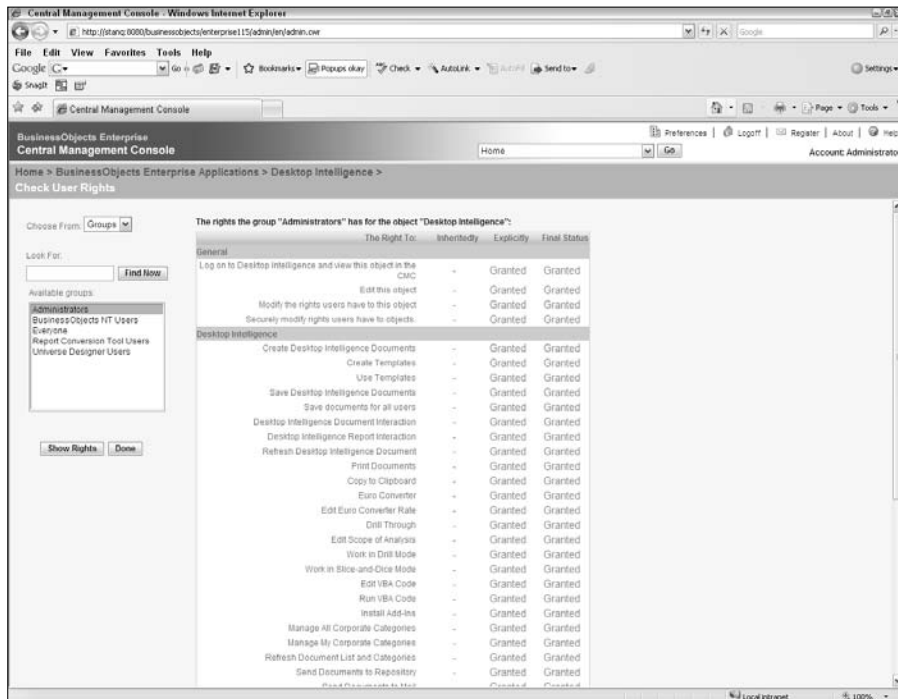 Central Management Console - Windows Internet Explorer
http://stanq:8080/businessobjects/enterprise115/admin/en/admin.cwr
Google
File Edit View Favorites Tools Help
Google G Go Bookmarks Popups okay Check AutoLink AutoFill Send to Settings
SnagIt
Central Management Console
Page Tools
BusinessObjects Enterprise
Central Management Console
Preferences | Logoff | Register | About | Help
Home Go
Account: Administrato
Home > BusinessObjects Enterprise Applications > Desktop Intelligence >
Check User Rights
Choose From: Groups
Look For:
Find Now
Available groups:
Administrators
BusinessObjects NT Users
Everyone
Report Conversion Tool Users
Universe Designer Users
Show Rights Done
The rights the group "Administrators" has for the object "Desktop Intelligence":
The Right To: Inheritedly Explicitly Final Status
General
Log on to Desktop Intelligence and view this object in the CMC - Granted Granted
Edit this object - Granted Granted
Modify the rights users have to this object - Granted Granted
Securely modify rights users have to objects. - Granted Granted
Desktop Intelligence
Create Desktop Intelligence Documents - Granted Granted
Create Templates - Granted Granted
Use Templates - Granted Granted
Save Desktop Intelligence Documents - Granted Granted
Save documents for all users - Granted Granted
Desktop Intelligence Document Interaction - Granted Granted
Desktop Intelligence Report Interaction - Granted Granted
Refresh Desktop Intelligence Document - Granted Granted
Print Documents - Granted Granted
Copy to Clipboard - Granted Granted
Euro Converter - Granted Granted
Edit Euro Converter Rate - Granted Granted
Drill Through - Granted Granted
Edit Scope of Analysis - Granted Granted
Work in Drill Mode - Granted Granted
Work in Slice-and-Dice Mode - Granted Granted
Edit VBA Code - Granted Granted
Run VBA Code - Granted Granted
Install Add-Ins - Granted Granted
Manage All Corporate Categories - Granted Granted
Manage My Corporate Categories - Granted Granted
Refresh Document List and Categories - Granted Granted
Send Documents to Repository - Granted Granted
Send Documents to Mail - Granted Granted
Local intranet 100%